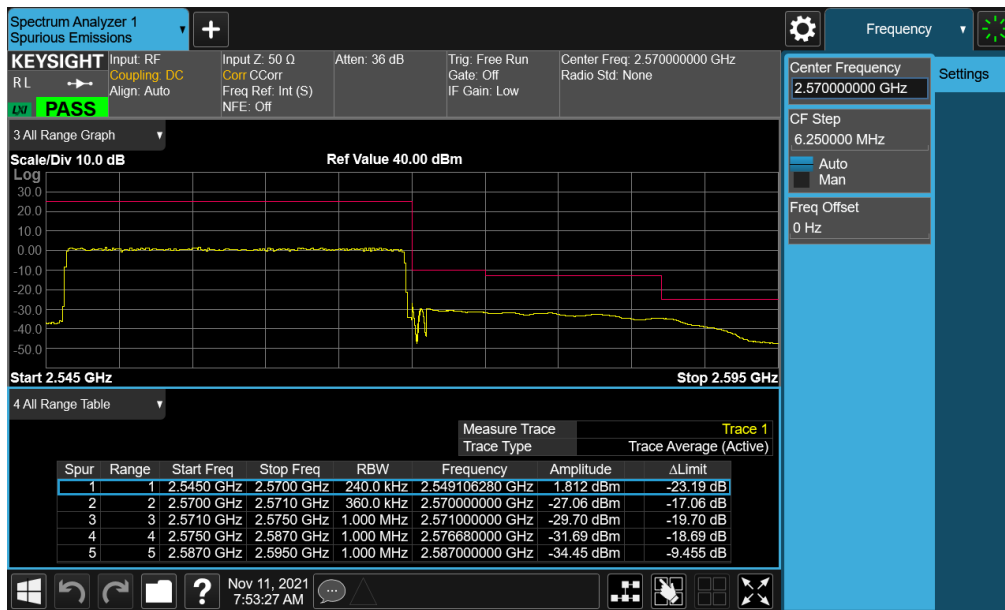 Spectrum Analyzer 1
Spurious Emissions
+
Frequency
KEYSIGHT
R L
LXI PASS
Input: RF
Coupling: DC
Align: Auto
Input Z: 50 Ω
Corr CCorr
Freq Ref: Int (S)
NFE: Off
Atten: 36 dB
Trig: Free Run
Gate: Off
IF Gain: Low
Center Freq: 2.570000000 GHz
Radio Std: None
Center Frequency
2.570000000 GHz
Settings
CF Step
6.250000 MHz
Auto
Man
Freq Offset
0 Hz
3 All Range Graph
Scale/Div 10.0 dB
Ref Value 40.00 dBm
Log
30.0
20.0
10.0
0.00
-10.0
-20.0
-30.0
-40.0
-50.0
Start 2.545 GHz
Stop 2.595 GHz
4 All Range Table
Measure Trace Trace 1
Trace Type Trace Average (Active)
Spur Range Start Freq Stop Freq RBW Frequency Amplitude ΔLimit
1 1 2.5450 GHz 2.5700 GHz 240.0 kHz 2.549106280 GHz 1.812 dBm -23.19 dB
2 2 2.5700 GHz 2.5710 GHz 360.0 kHz 2.570000000 GHz -27.06 dBm -17.06 dB
3 3 2.5710 GHz 2.5750 GHz 1.000 MHz 2.571000000 GHz -29.70 dBm -19.70 dB
4 4 2.5750 GHz 2.5870 GHz 1.000 MHz 2.576680000 GHz -31.69 dBm -18.69 dB
5 5 2.5870 GHz 2.5950 GHz 1.000 MHz 2.587000000 GHz -34.45 dBm -9.455 dB
?
Nov 11, 2021
7:53:27 AM